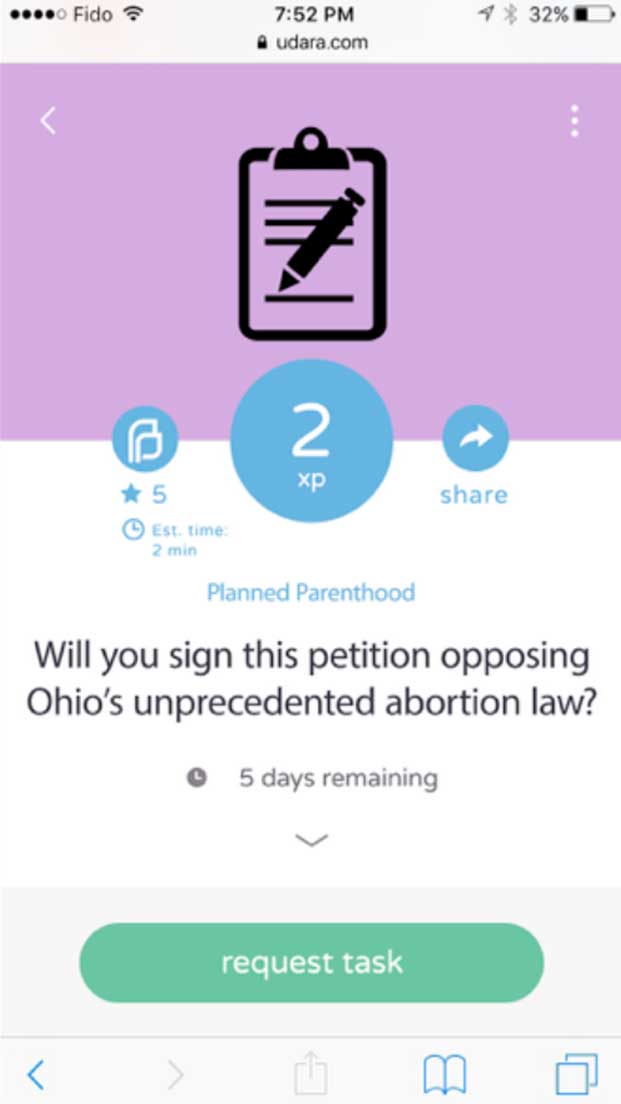 Fido 7:52 PM 32%
udara.com
2
xp
5
share
Est. time:
2 min
Planned Parenthood
Will you sign this petition opposing
Ohio’s unprecedented abortion law?
5 days remaining
request task